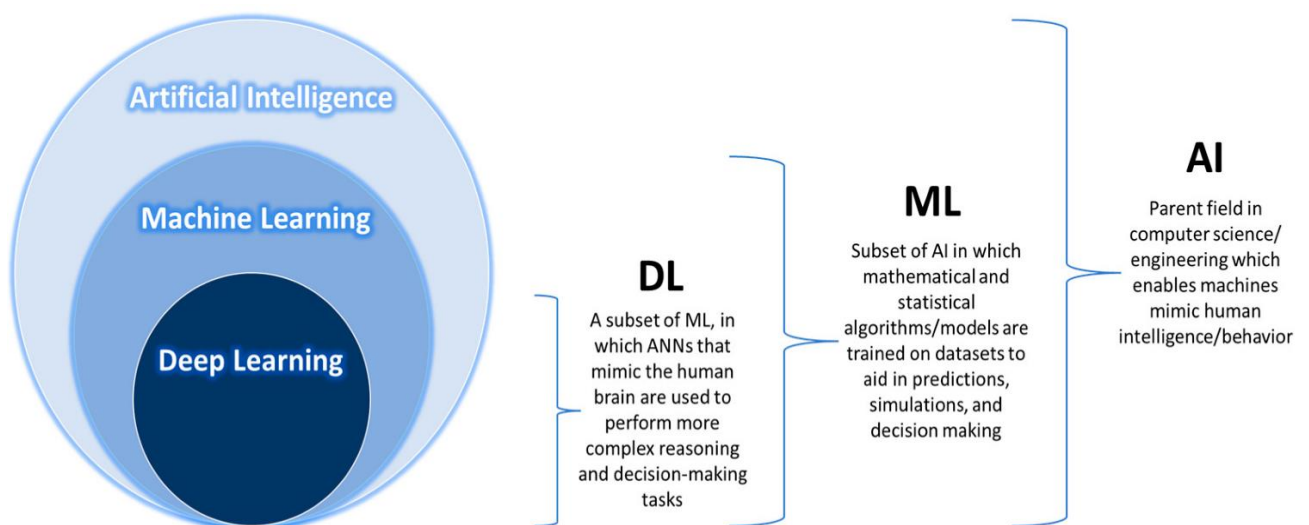 Artificial Intelligence
Machine Learning
Deep Learning
DL
A subset of ML, in
which ANNs that
mimic the human
brain are used to
perform more
complex reasoning
and decision-making
tasks
ML
Subset of AI in which
mathematical and
statistical
algorithms/models are
trained on datasets to
aid in predictions,
simulations, and
decision making
AI
Parent field in
computer science/
engineering which
enables machines
mimic human
intelligence/behavior